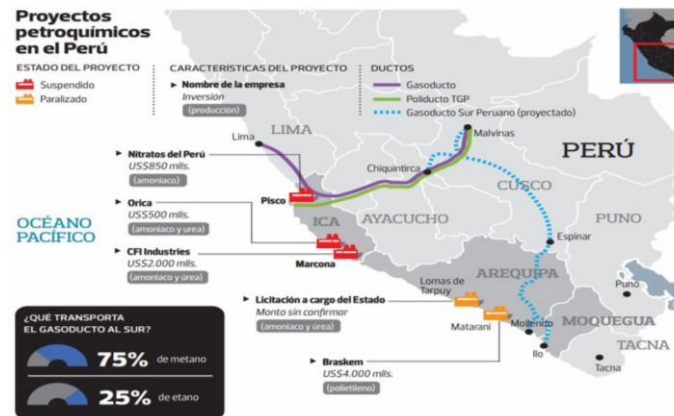 Proyectos
petroquímicos
en el Perú
ESTADO DEL PROYECTO
Suspendido
Paralizado
CARACTERÍSTICAS DEL PROYECTO
Nombre de la empresa
Inversión
(producción)
DUCTOS
Gasoducto
Poliducto TGP
Gasoducto Sur Peruano (proyectado)
Lima
LIMA
Malvinas
PERÚ
Nitratos del Perú
US$850 mlls.
(amoniaco)
Chiquintirca
CUSCO
Pisco
Orica
US$500 mlls.
(amoniaco y urea)
OCÉANO
PACÍFICO
ICA
AYACUCHO
PUNO
CFI Industries
US$2.000 mlls.
(amoniaco y úrea)
Marcona
Espinar
AREQUIPA
Lomas de
Tarpuy
Puno
Licitación a cargo del Estado
Monto sin confirmar
(amoniaco y úrea)
Matarani
Mollendo
MOQUEGUA
Ilo
TACNA
Tacna
Braskem
US$4.000 mlls.
(polietileno)
¿QUÉ TRANSPORTA
EL GASODUCTO AL SUR?
75% de metano
25% de etano